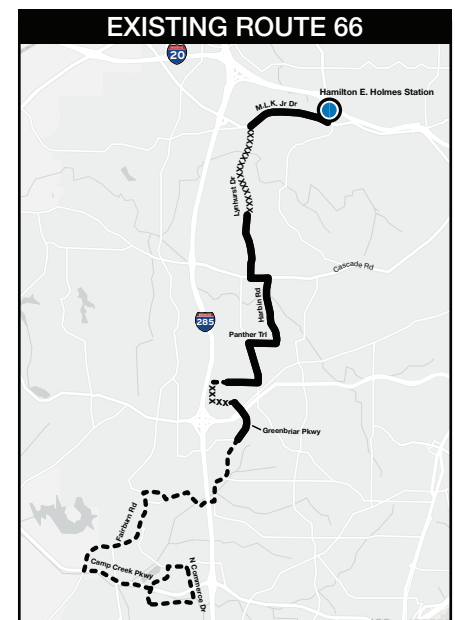 EXISTING ROUTE 66
20
Hamilton E. Holmes Station
M.L.K. Jr Dr
Lynhurst Dr
Cascade Rd
Harbin Rd
285
Panther Trl
Greenbriar Pkwy
Fairburn Rd
Camp Creek Pkwy
N Commerce Dr